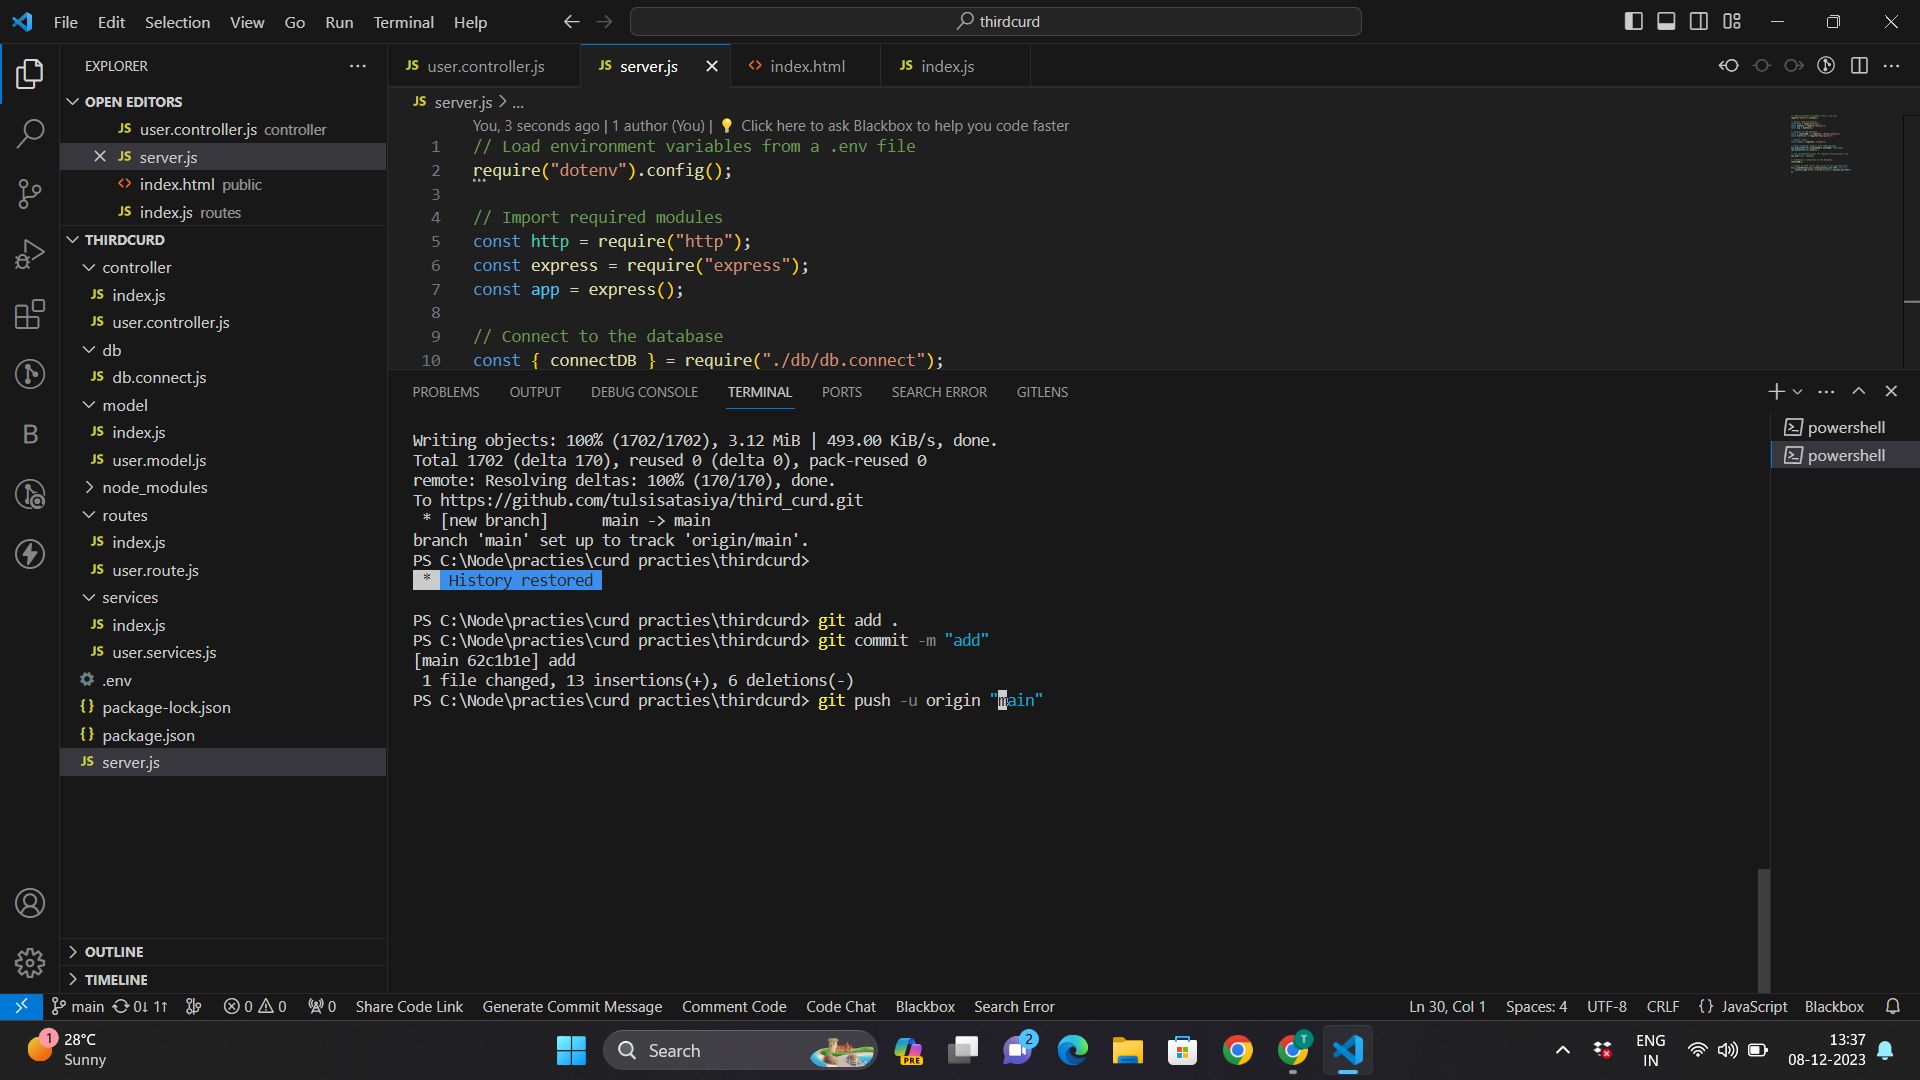 File Edit Selection View Go Run Terminal Help
thirdcurd
EXPLORER
OPEN EDITORS
JS user.controller.js controller
JS server.js
<> index.html public
JS index.js routes
THIRDCURD
controller
JS index.js
JS user.controller.js
db
JS db.connect.js
model
JS index.js
JS user.model.js
node_modules
routes
JS index.js
JS user.route.js
services
JS index.js
JS user.services.js
.env
{} package-lock.json
{} package.json
JS server.js
OUTLINE
TIMELINE
JS user.controller.js
JS server.js
<> index.html
JS index.js
JS server.js > ...
You, 3 seconds ago | 1 author (You) | Click here to ask Blackbox to help you code faster
1 // Load environment variables from a .env file
2 require("dotenv").config();
3
4 // Import required modules
5 const http = require("http");
6 const express = require("express");
7 const app = express();
8
9 // Connect to the database
10 const { connectDB } = require("./db/db.connect");
PROBLEMS OUTPUT DEBUG CONSOLE TERMINAL PORTS SEARCH ERROR GITLENS
Writing objects: 100% (1702/1702), 3.12 MiB | 493.00 KiB/s, done.
Total 1702 (delta 170), reused 0 (delta 0), pack-reused 0
remote: Resolving deltas: 100% (170/170), done.
To https://github.com/tulsisatasiya/third_curd.git
* [new branch] main -> main
branch 'main' set up to track 'origin/main'.
PS C:\Node\practies\curd practies\thirdcurd>
* History restored
PS C:\Node\practies\curd practies\thirdcurd> git add .
PS C:\Node\practies\curd practies\thirdcurd> git commit -m "add"
[main 62c1b1e] add
1 file changed, 13 insertions(+), 6 deletions(-)
PS C:\Node\practies\curd practies\thirdcurd> git push -u origin "main"
powershell
powershell
main 0↓ 1↑ 0 0 0 Share Code Link Generate Commit Message Comment Code Code Chat Blackbox Search Error
Ln 30, Col 1 Spaces: 4 UTF-8 CRLF {} JavaScript Blackbox
1
28°C
Sunny
Search
PRE
2
T
ENG
IN
13:37
08-12-2023